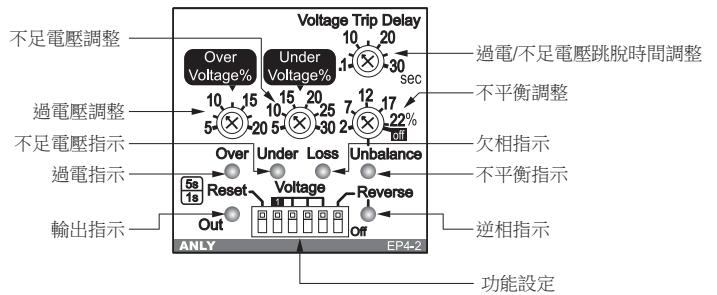 Voltage Trip Delay
不足電壓調整
10 20
.1 30
sec
過電/不足電壓跳脫時間調整
Over
Voltage%
Under
Voltage%
不平衡調整
過電壓調整
10 15
5 20
15 20
10 25
5 30
12
7 17
2 22%
off
不足電壓指示
欠相指示
Over Under Loss Unbalance
過電指示
不平衡指示
5s
1s
Reset
Voltage
Reverse
1
輸出指示
Out
Off
逆相指示
ANLY
EP4-2
功能設定